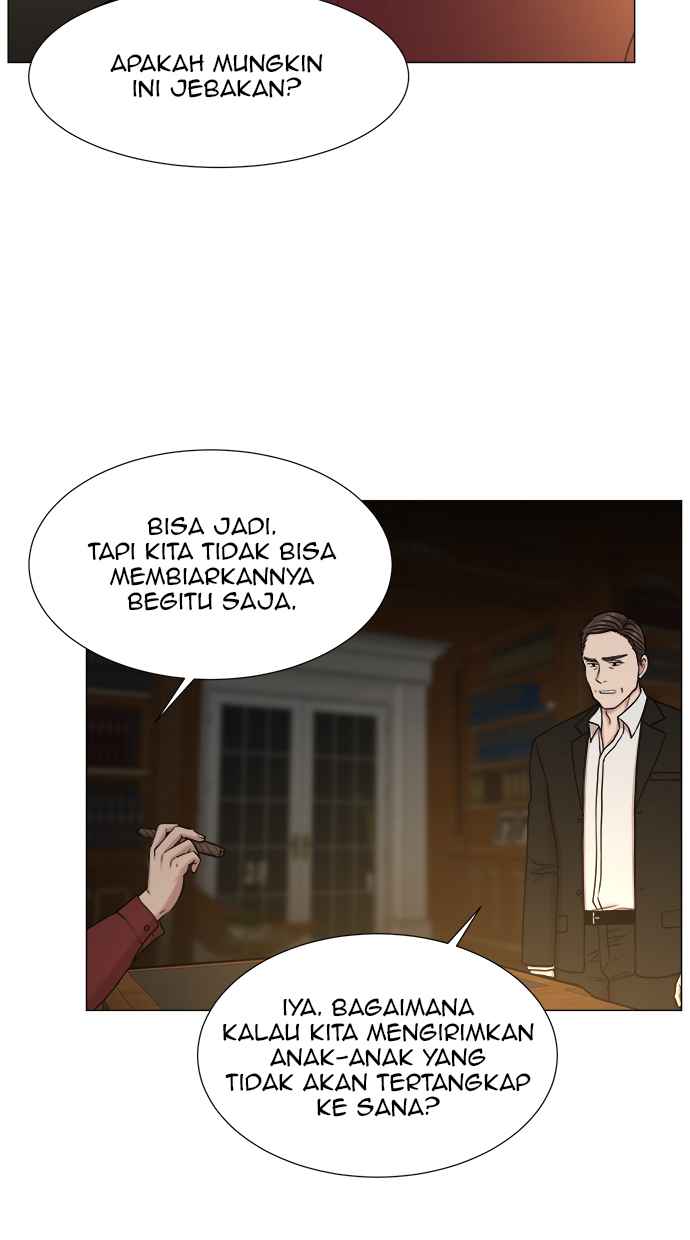 APAKAH MUNGKIN
INI JEBAKAN?
BISA JADI.
TAPI KITA TIDAK BISA
MEMBIARKANNYA
BEGITU SAJA.
IYA. BAGAIMANA
KALAU KITA MENGIRIMKAN
ANAK-ANAK YANG
TIDAK AKAN TERTANGKAP
KE SANA?